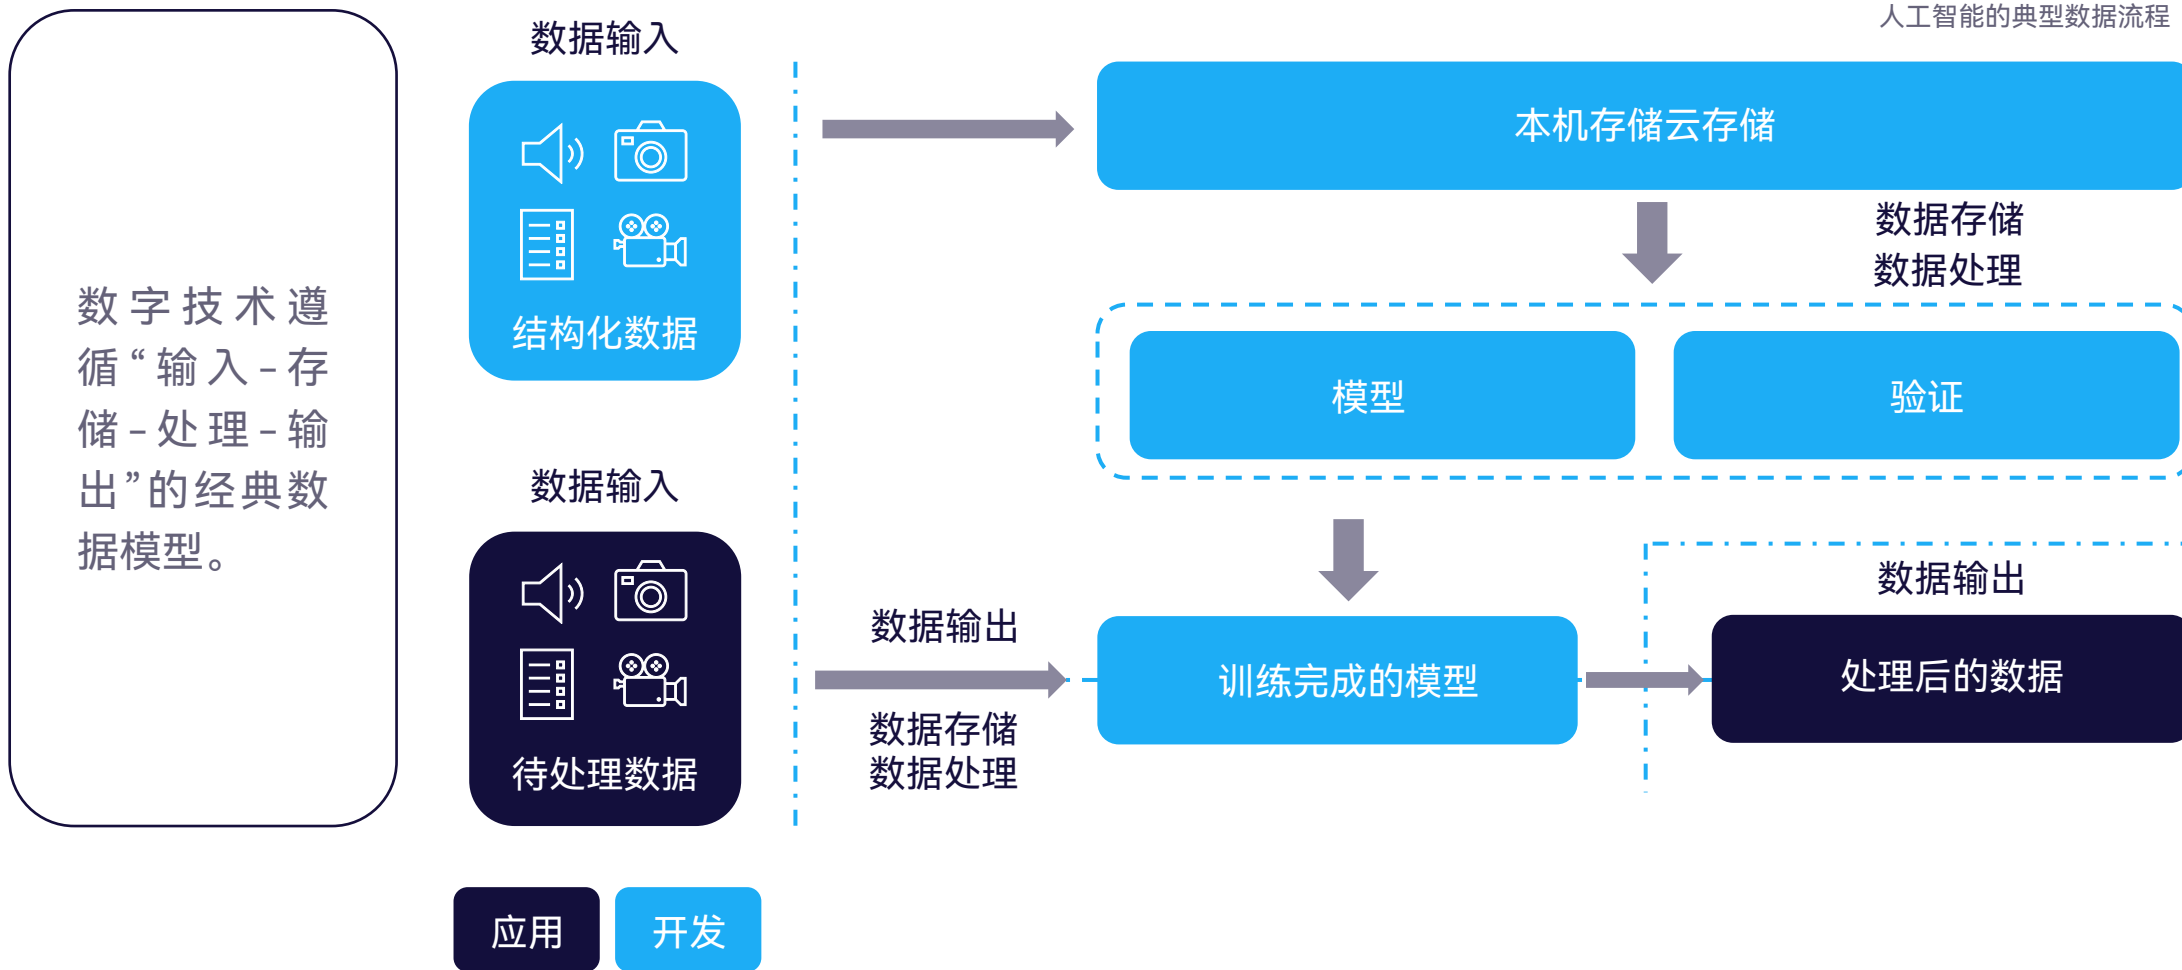 人工智能的典型数据流程
数字技术遵
循“输入-存
储-处理-输
出”的经典数
据模型。
数据输入
结构化数据
数据输入
待处理数据
应用
开发
本机存储云存储
数据存储
数据处理
模型
验证
数据输出
数据存储
数据处理
训练完成的模型
数据输出
处理后的数据